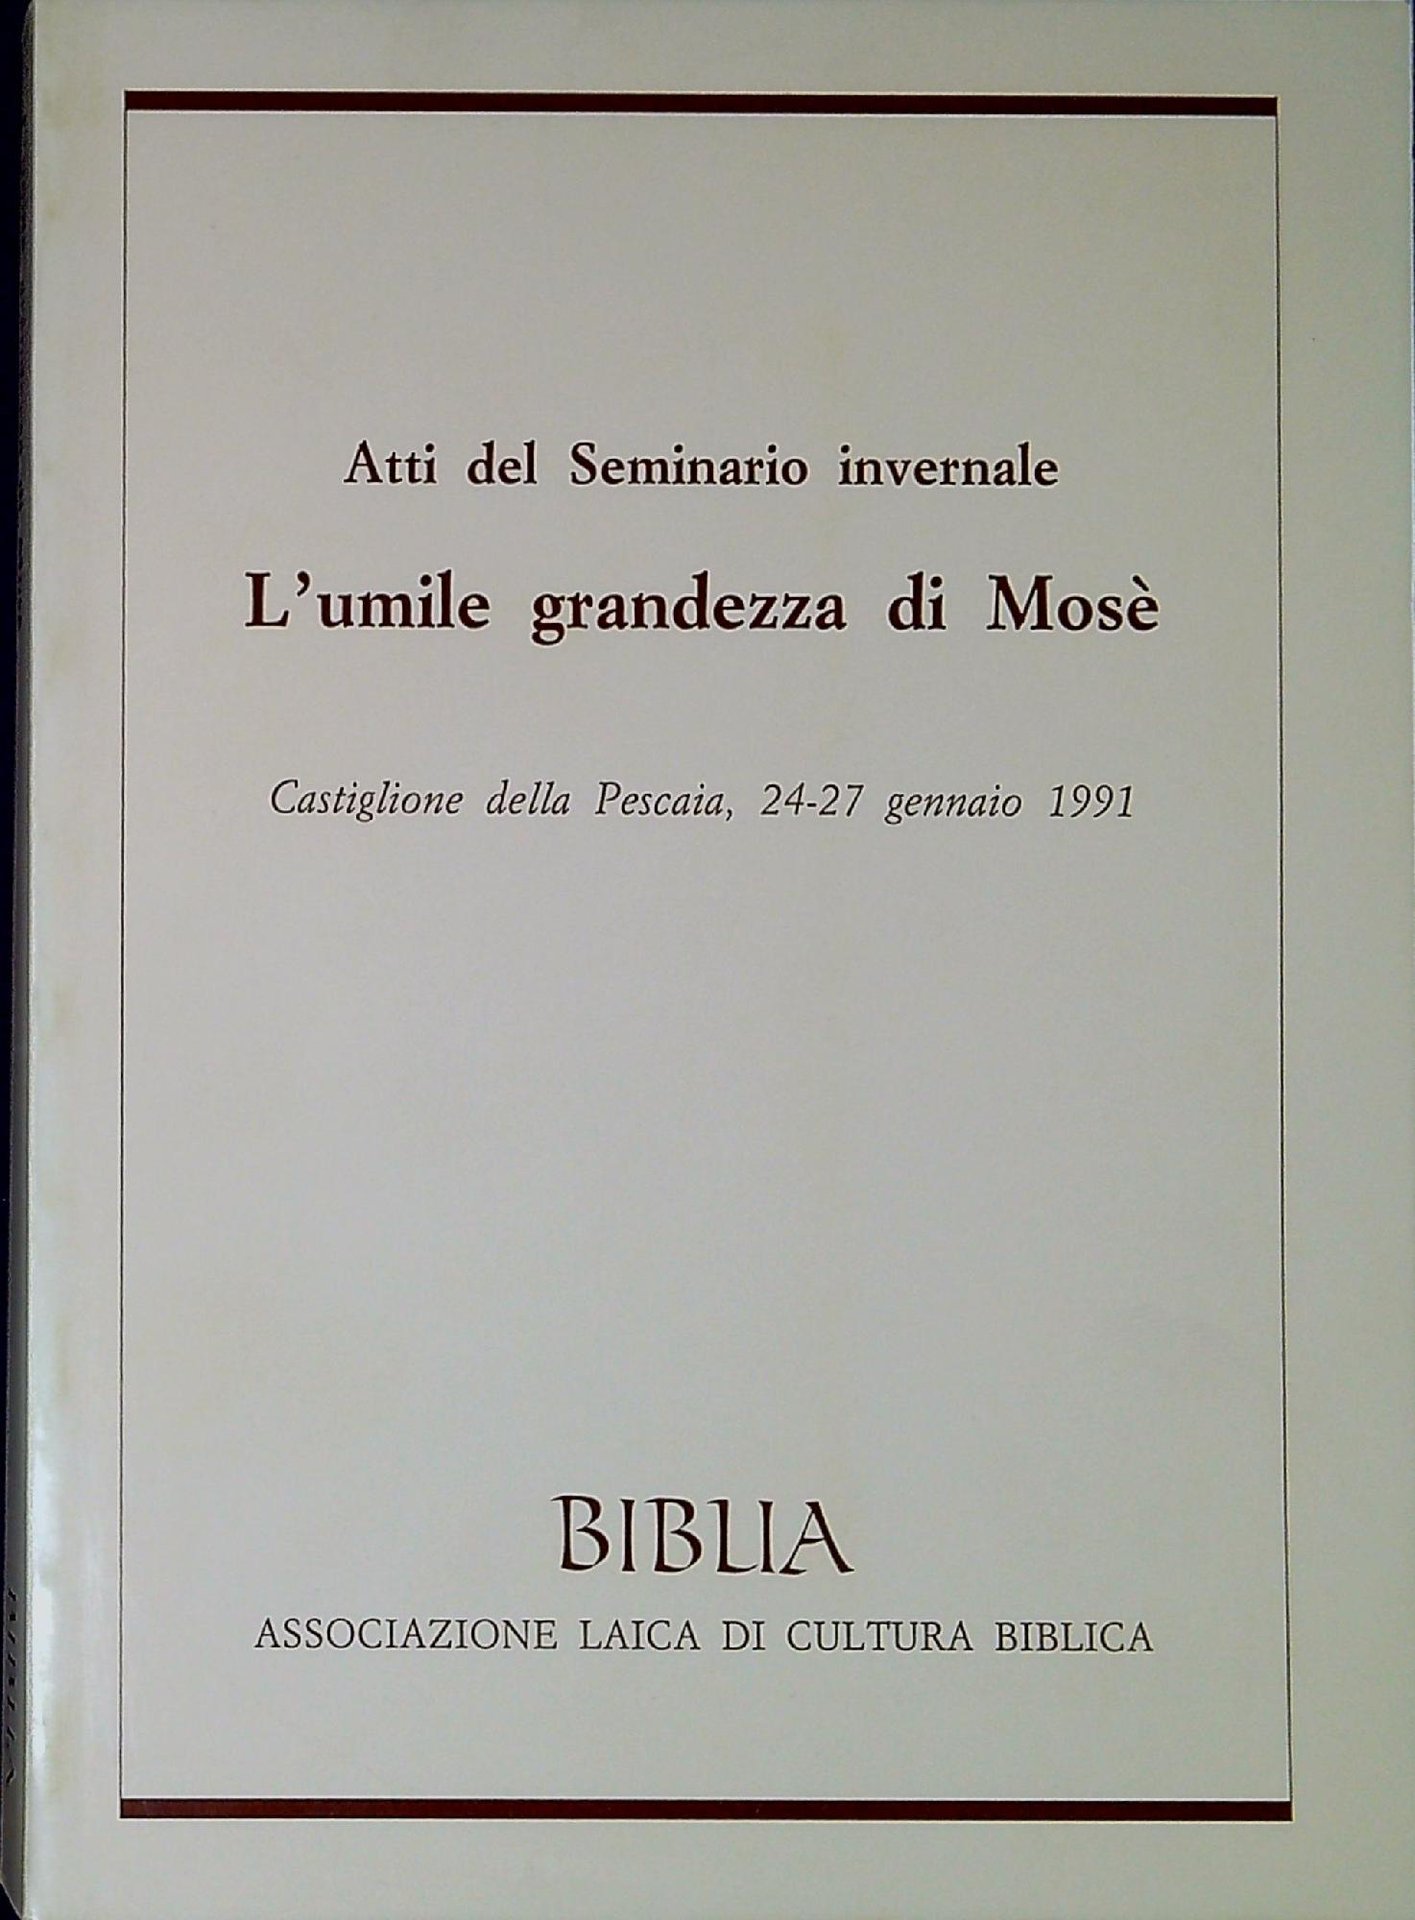 Atti del Seminario invernale
L'umile grandezza di Mosè
Castiglione della Pescaia, 24-27 gennaio 1991
BIBLIA
ASSOCIAZIONE LAICA DI CULTURA BIBLICA
BIBLIA